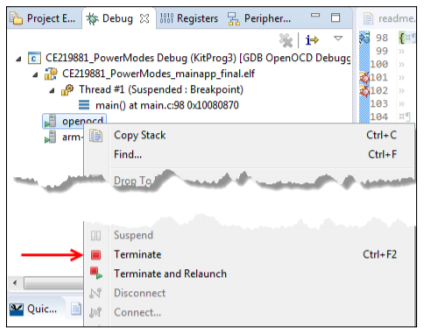 Project E... Debug Registers Peripher... readme.
CE219881_PowerModes Debug (KitProg3) [GDB OpenOCD Debugg
CE219881_PowerModes_mainapp_final.elf
Thread #1 (Suspended : Breakpoint)
main() at main.c:98 0x10080870
openocd
arm-
98 {
99
100
101
102
103
104
Copy Stack Ctrl+C
Find... Ctrl+F
Drop To
Suspend
Terminate Ctrl+F2
Terminate and Relaunch
Disconnect
Connect...
Quic...